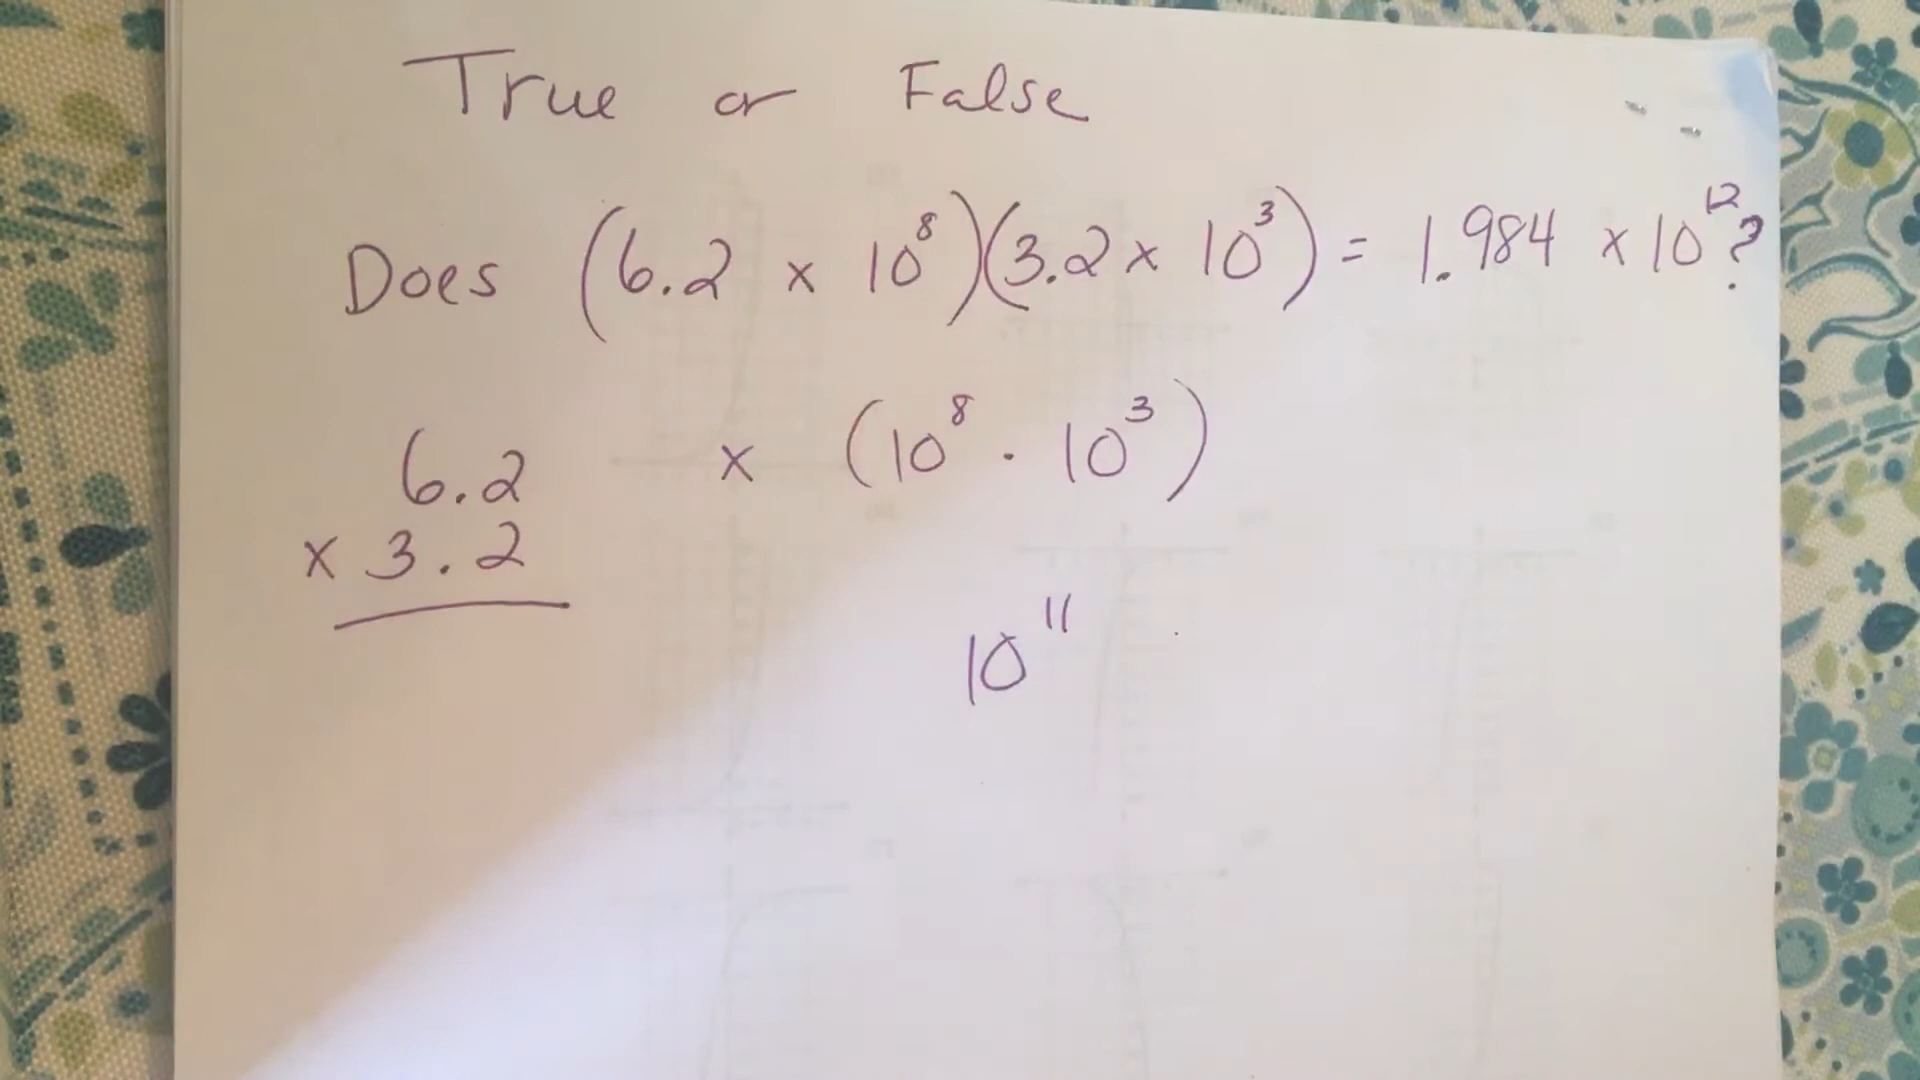 True or False
Does (6.2 x 10⁸)(3.2 x 10³) = 1.984 x 10¹²?
6.2 x (10⁸ · 10³)
x 3.2
10¹¹